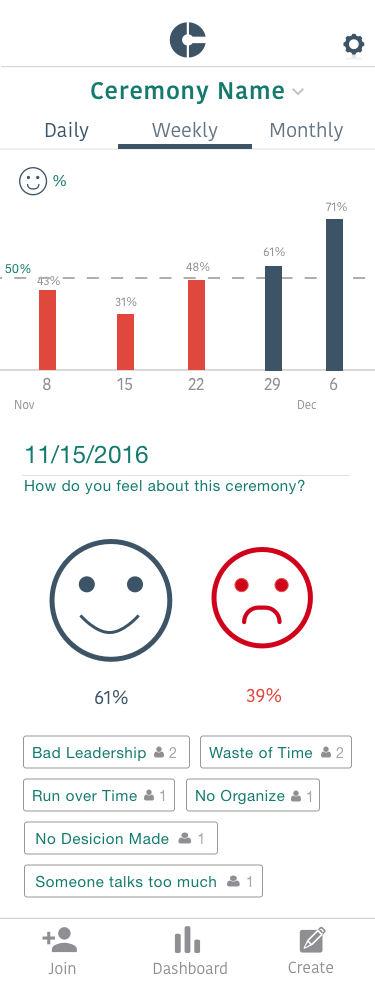 Ceremony Name
Daily Weekly Monthly
%
71%
61%
50%
48%
43%
31%
8 15 22 29 6
Nov Dec
11/15/2016
How do you feel about this ceremony?
61% 39%
Bad Leadership 2 Waste of Time 2
Run over Time 1 No Organize 1
No Desicion Made 1
Someone talks too much 1
Join Dashboard Create